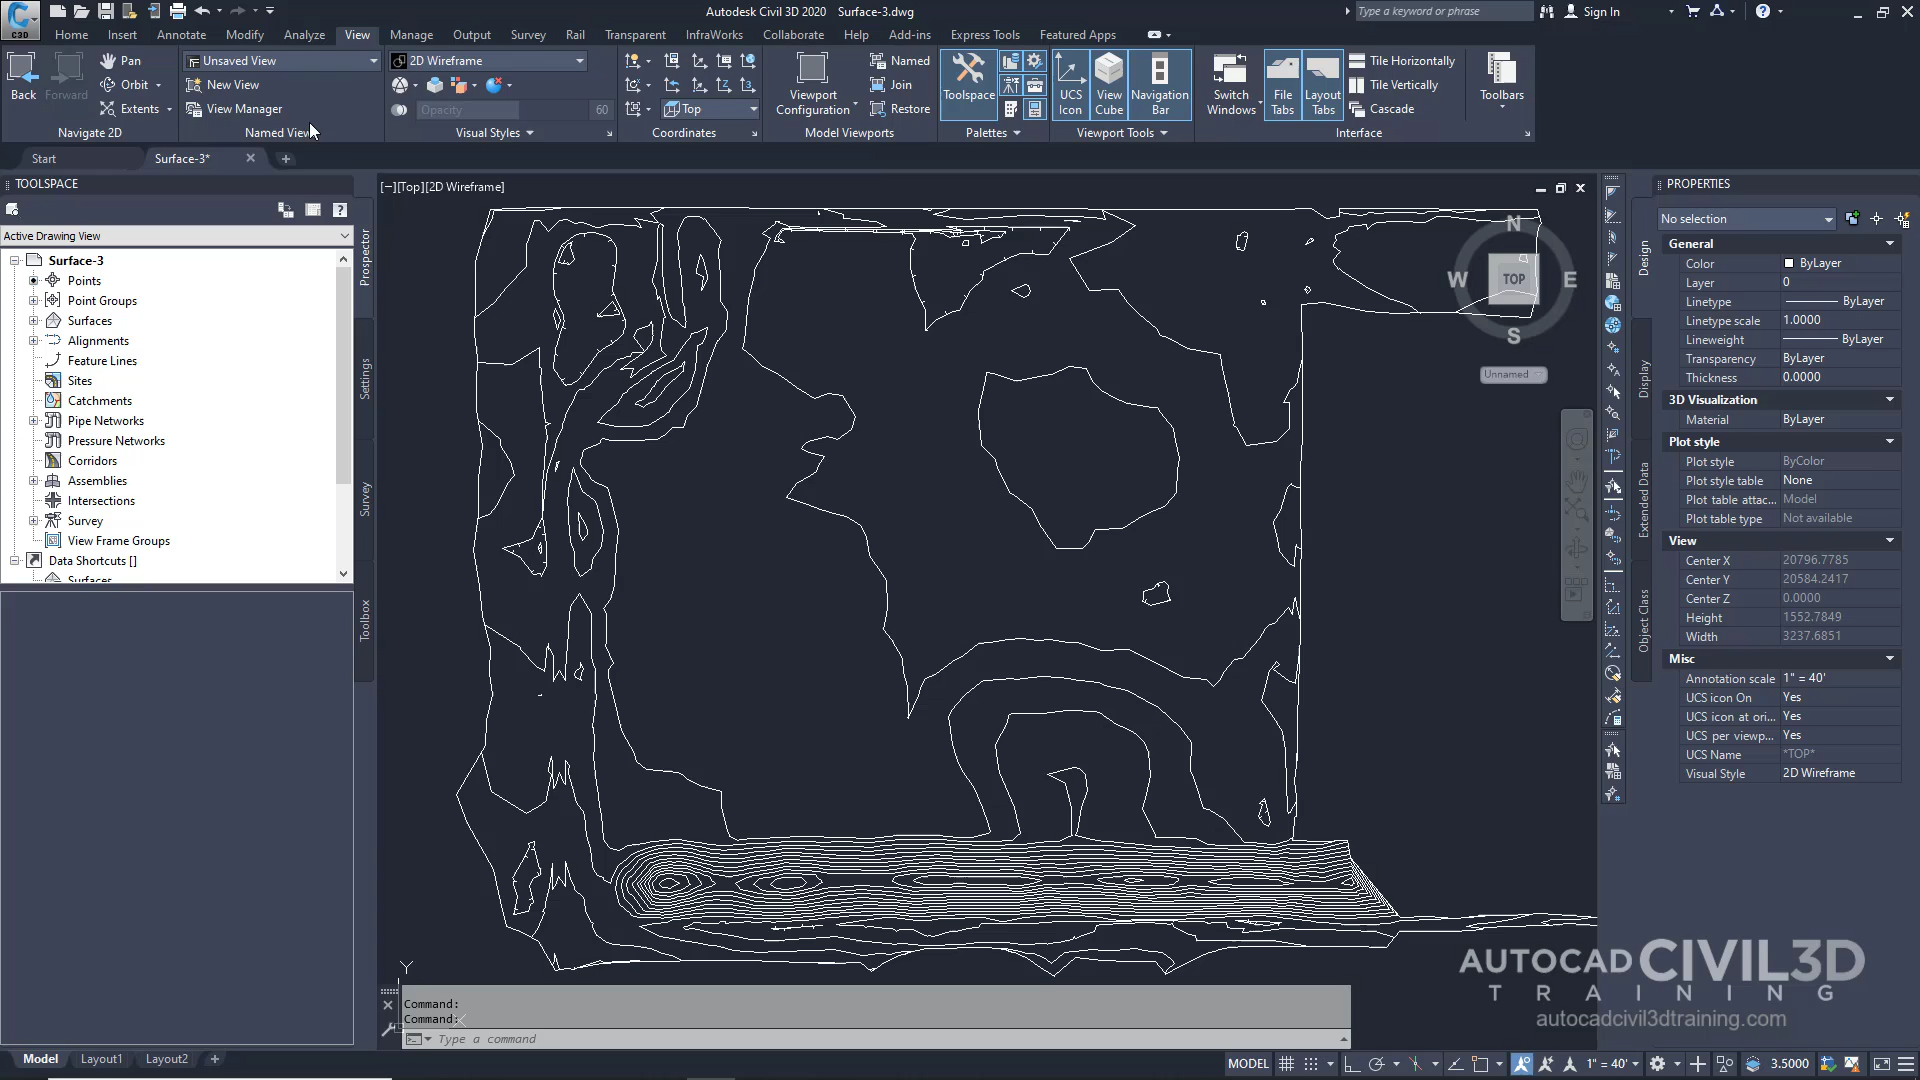 Autodesk Civil 3D 2020 Surface-3.dwg
Type a keyword or phrase
Sign In
C3D
Home Insert Annotate Modify Analyze View Manage Output Survey Rail Transparent InfraWorks Collaborate Help Add-ins Express Tools Featured Apps
Back
Forward
Pan
Orbit
Extents
Navigate 2D
Unsaved View
New View
View Manager
Named View
2D Wireframe
Opacity 60
Visual Styles
Top
Coordinates
Viewport
Configuration
Named
Join
Restore
Model Viewports
Toolspace
Palettes
UCS
Icon
View
Cube
Navigation
Bar
Viewport Tools
Switch
Windows
File
Tabs
Layout
Tabs
Tile Horizontally
Tile Vertically
Cascade
Toolbars
Interface
Start Surface-3*
TOOLSPACE
Active Drawing View
Surface-3
Points
Point Groups
Surfaces
Alignments
Feature Lines
Sites
Catchments
Pipe Networks
Pressure Networks
Corridors
Assemblies
Intersections
Survey
View Frame Groups
Data Shortcuts []
Surfaces
Prospector
Settings
Survey
Toolbox
[−][Top][2D Wireframe]
N
W
TOP
E
S
Unnamed
Y
X
Command:
Command:
Type a command
PROPERTIES
Design
Display
Extended Data
Object Class
No selection
General
Color ByLayer
Layer 0
Linetype ByLayer
Linetype scale 1.0000
Lineweight ByLayer
Transparency ByLayer
Thickness 0.0000
3D Visualization
Material ByLayer
Plot style
Plot style ByColor
Plot style table None
Plot table attac... Model
Plot table type Not available
View
Center X 20796.7785
Center Y 20584.2417
Center Z 0.0000
Height 1552.7849
Width 3237.6851
Misc
Annotation scale 1" = 40'
UCS icon On Yes
UCS icon at ori... Yes
UCS per viewp... Yes
UCS Name *TOP*
Visual Style 2D Wireframe
AUTOCAD CIVIL3D
TRAINING
autocadcivil3dtraining.com
Model Layout1 Layout2
MODEL 1" = 40' 3.5000